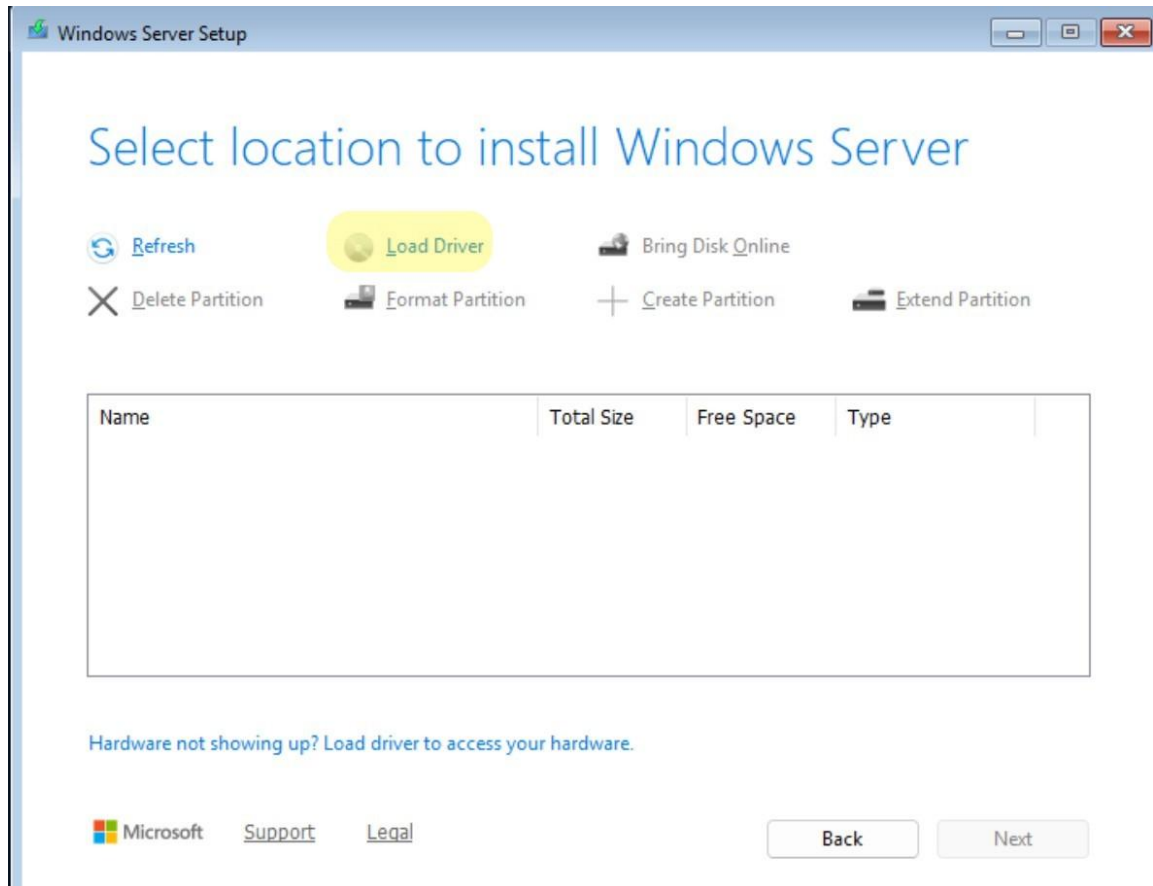 Windows Server Setup
Select location to install Windows Server
Refresh Load Driver Bring Disk Online
Delete Partition Format Partition Create Partition Extend Partition
Name Total Size Free Space Type
Hardware not showing up? Load driver to access your hardware.
Microsoft Support Legal Back Next